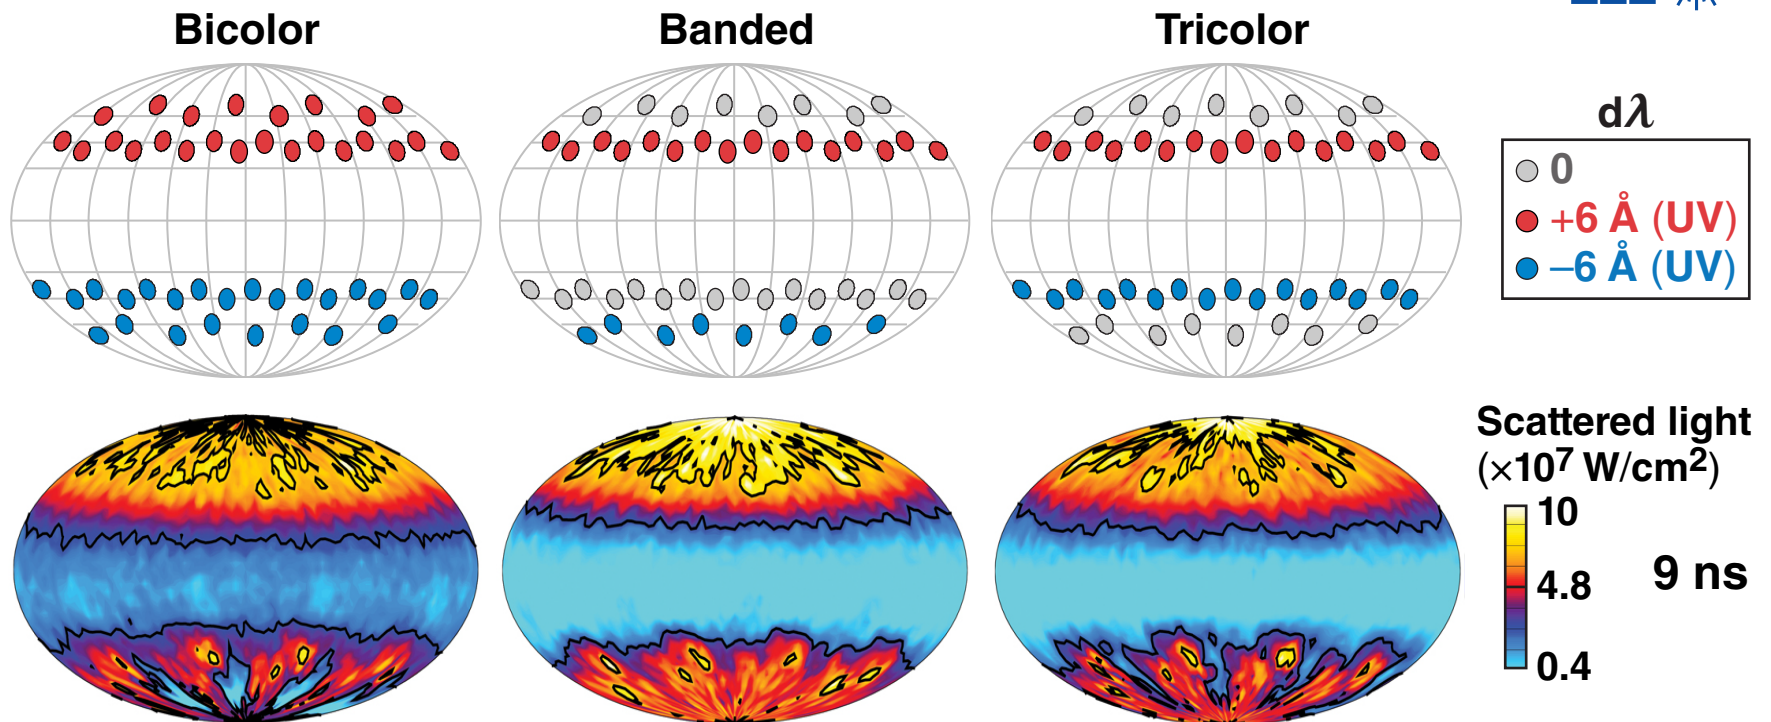 Bicolor
Banded
Tricolor
dλ
0
+6 Å (UV)
–6 Å (UV)
Scattered light
(×10⁷ W/cm²)
10
4.8
0.4
9 ns